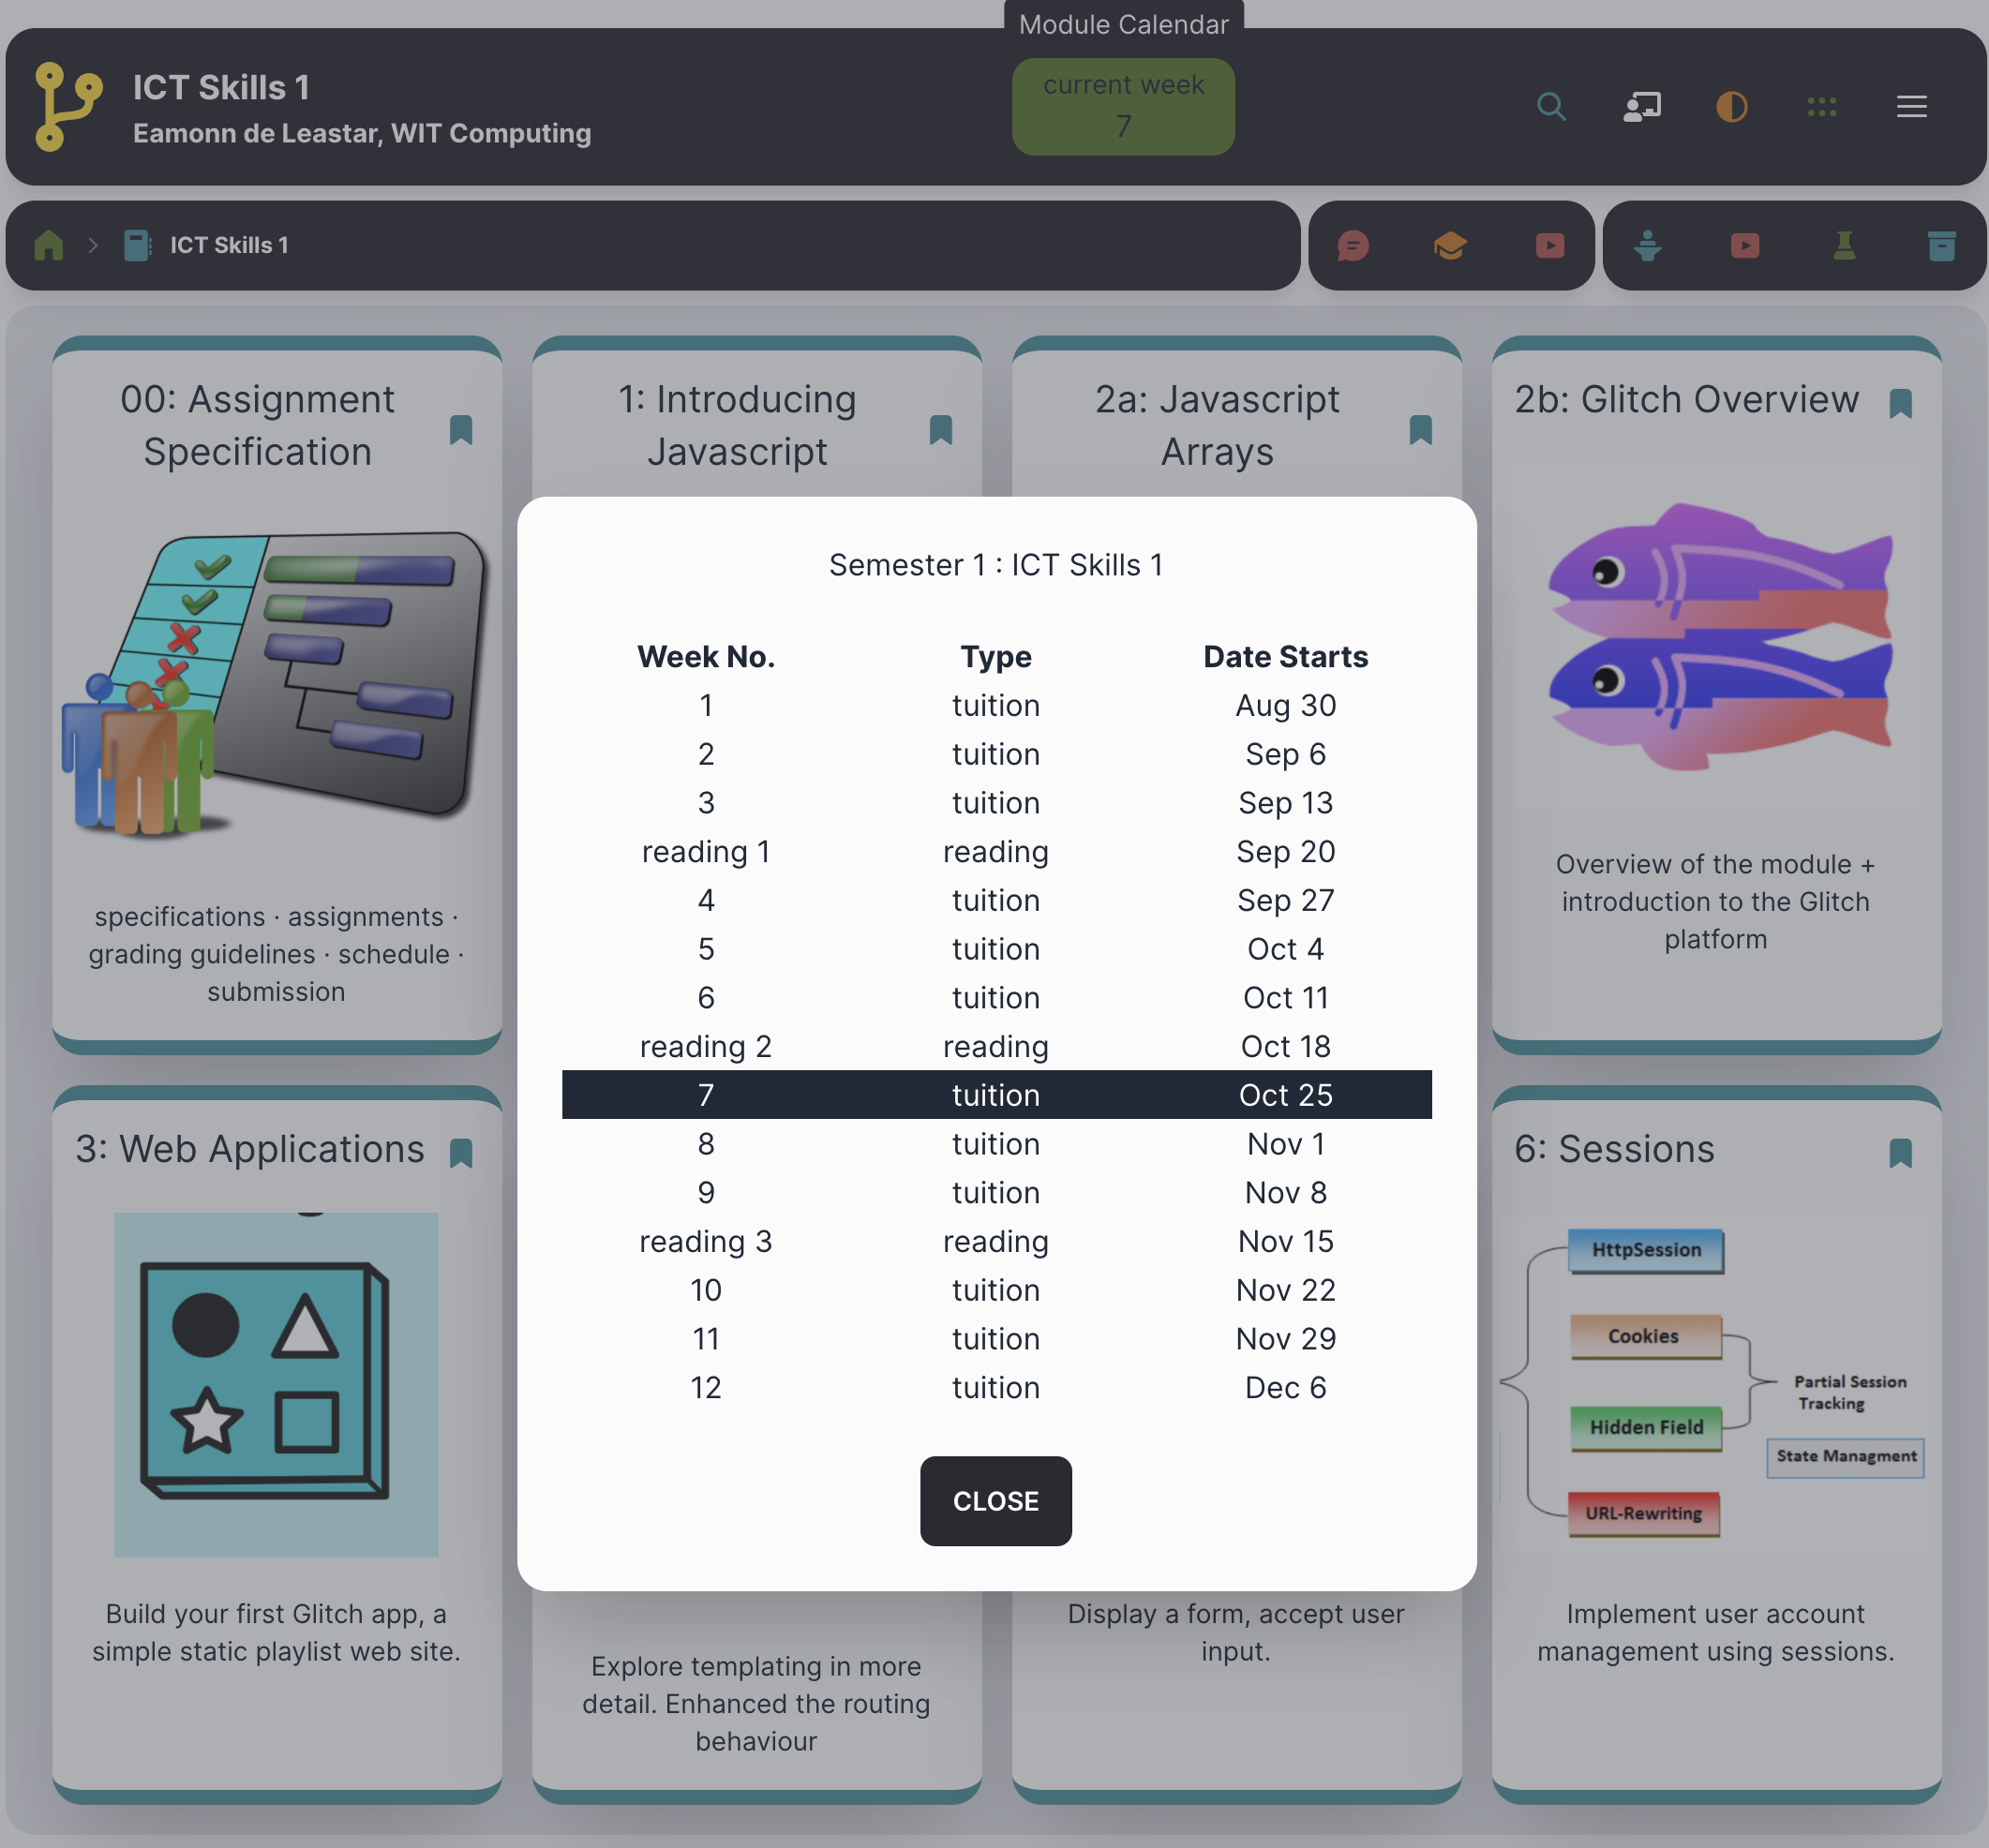 Module Calendar
ICT Skills 1
Eamonn de Leastar, WIT Computing
current week
7
ICT Skills 1
00: Assignment
Specification
specifications · assignments ·
grading guidelines · schedule ·
submission
1: Introducing
Javascript
2a: Javascript
Arrays
2b: Glitch Overview
Overview of the module +
introduction to the Glitch
platform
Semester 1 : ICT Skills 1
Week No. Type Date Starts
1 tuition Aug 30
2 tuition Sep 6
3 tuition Sep 13
reading 1 reading Sep 20
4 tuition Sep 27
5 tuition Oct 4
6 tuition Oct 11
reading 2 reading Oct 18
7 tuition Oct 25
8 tuition Nov 1
9 tuition Nov 8
reading 3 reading Nov 15
10 tuition Nov 22
11 tuition Nov 29
12 tuition Dec 6
CLOSE
3: Web Applications
Build your first Glitch app, a
simple static playlist web site.
Explore templating in more
detail. Enhanced the routing
behaviour
Display a form, accept user
input.
6: Sessions
HttpSession
Cookies
Partial Session
Tracking
Hidden Field
State Managment
URL-Rewriting
Implement user account
management using sessions.